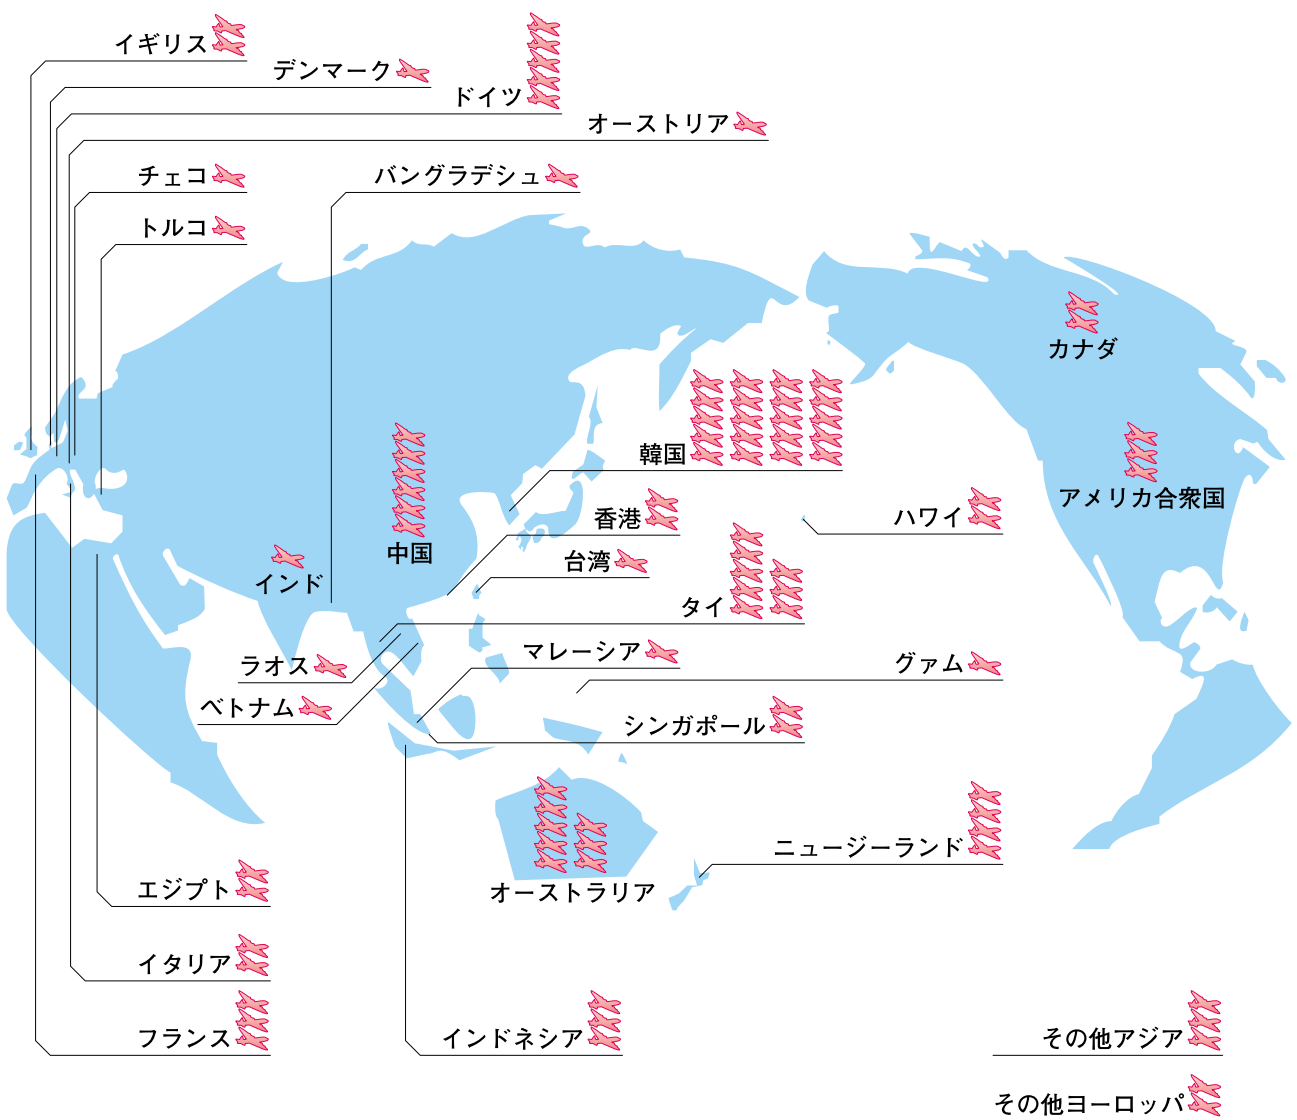 イギリス
デンマーク
ドイツ
オーストリア
チェコ
バングラデシュ
トルコ
カナダ
韓国
アメリカ合衆国
香港
ハワイ
中国
台湾
インド
タイ
マレーシア
ラオス
グァム
ベトナム
シンガポール
ニュージーランド
エジプト
オーストラリア
イタリア
フランス
インドネシア
その他アジア
その他ヨーロッパ